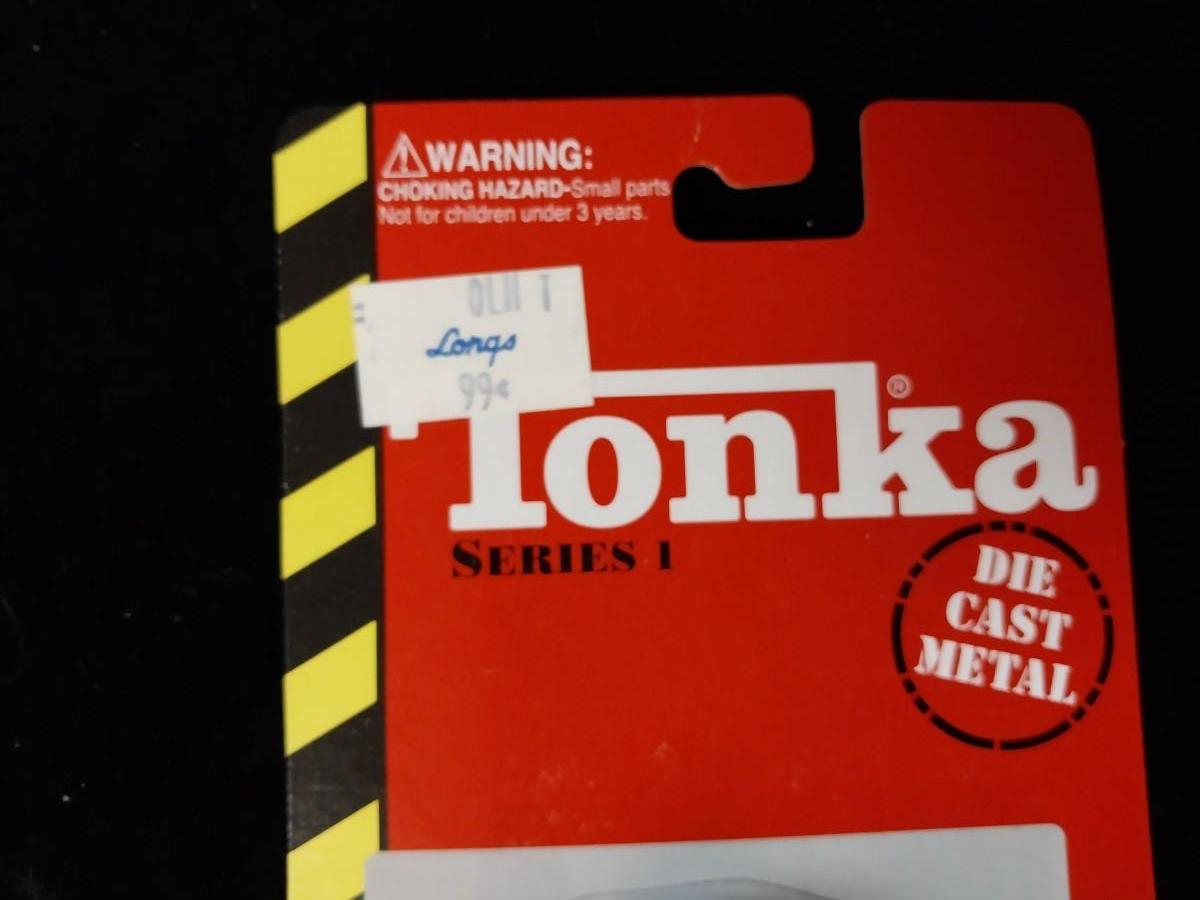 WARNING:
CHOKING HAZARD-Small parts
Not for children under 3 years.
Longs
99¢
Tonka®
SERIES 1
DIE
CAST
METAL